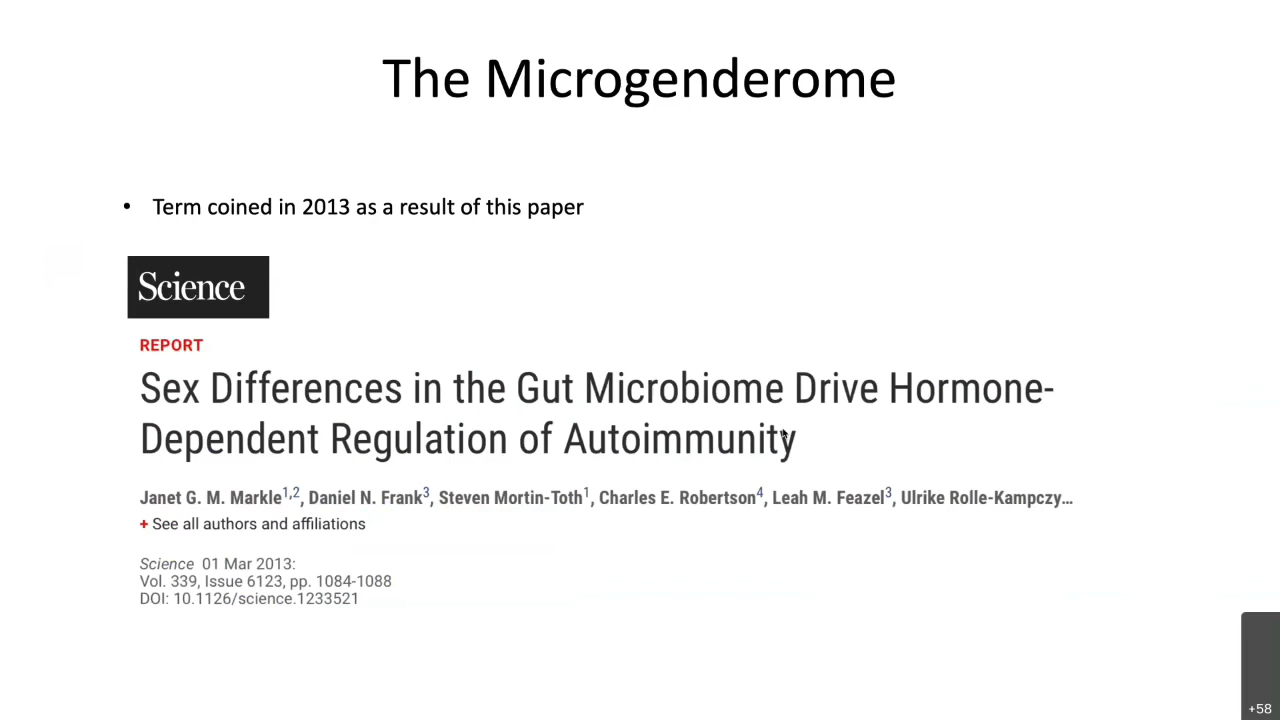 The Microgenderome
• Term coined in 2013 as a result of this paper
Science
REPORT
Sex Differences in the Gut Microbiome Drive Hormone-
Dependent Regulation of Autoimmunity
Janet G. M. Markle1,2, Daniel N. Frank3, Steven Mortin-Toth1, Charles E. Robertson4, Leah M. Feazel3, Ulrike Rolle-Kampczy...
+ See all authors and affiliations
Science 01 Mar 2013:
Vol. 339, Issue 6123, pp. 1084-1088
DOI: 10.1126/science.1233521
+58